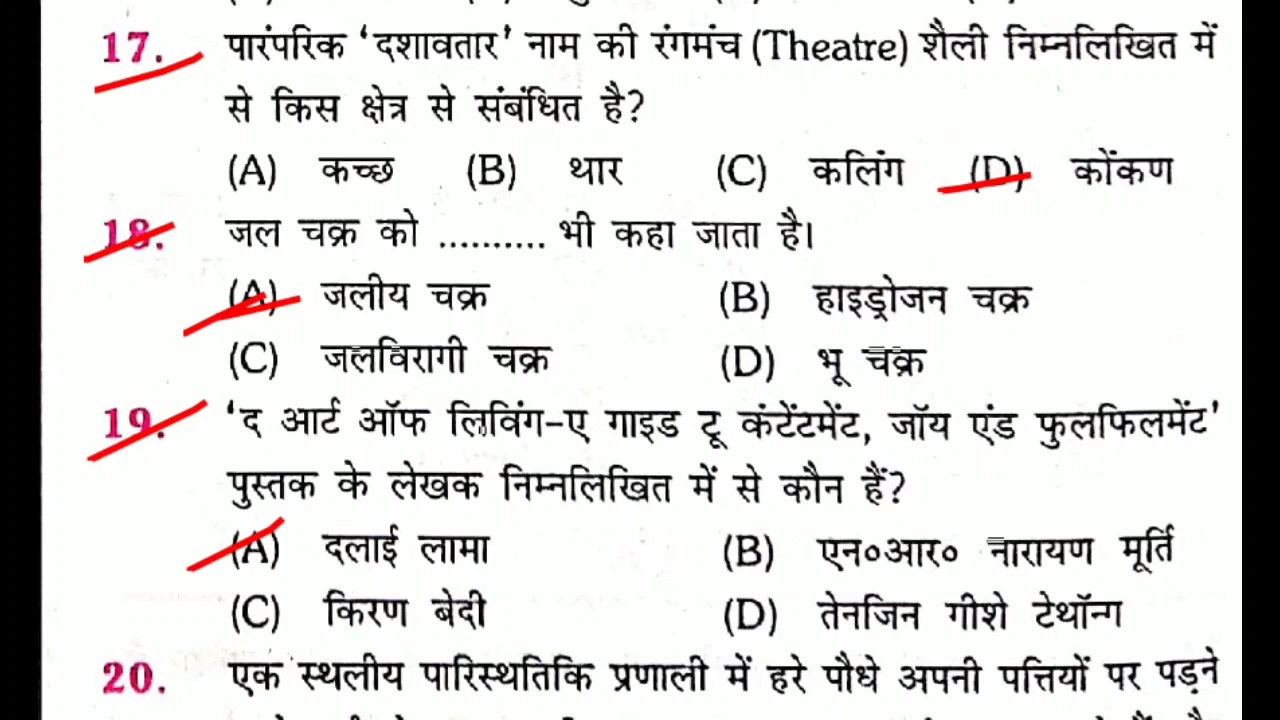 17. पारंपरिक ‘दशावतार’ नाम की रंगमंच (Theatre) शैली निम्नलिखित में
से किस क्षेत्र से संबंधित है?
(A) कच्छ (B) थार (C) कलिंग (D) कोंकण
18. जल चक्र को .......... भी कहा जाता है।
(A) जलीय चक्र (B) हाइड्रोजन चक्र
(C) जलविरागी चक्र (D) भू चक्र
19. ‘द आर्ट ऑफ लिविंग-ए गाइड टू कंटेंटमेंट, जॉय एंड फुलफिलमेंट’
पुस्तक के लेखक निम्नलिखित में से कौन हैं?
(A) दलाई लामा (B) एन०आर० नारायण मूर्ति
(C) किरण बेदी (D) तेनजिन गीशे टेथॉन्ग
20. एक स्थलीय पारिस्थतिकि प्रणाली में हरे पौधे अपनी पत्तियों पर पड़ने